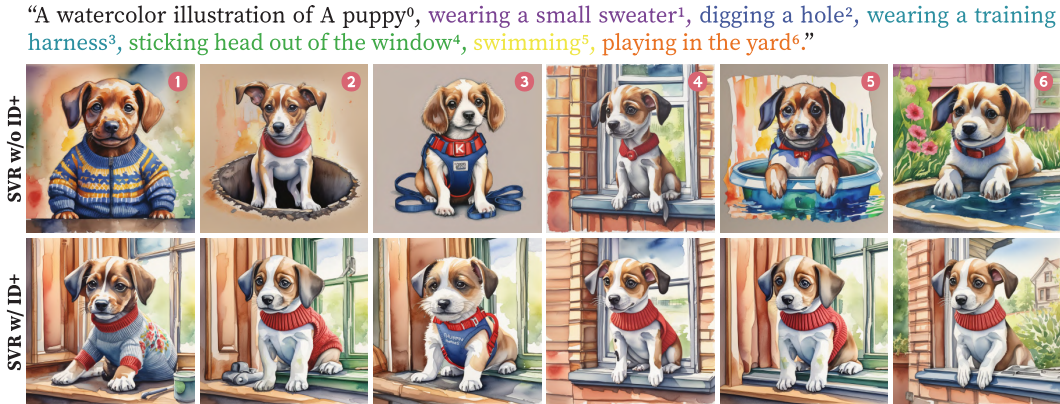 “A watercolor illustration of A puppy⁰, wearing a small sweater¹, digging a hole², wearing a training
harness³, sticking head out of the window⁴, swimming⁵, playing in the yard⁶.”
SVR w/o ID+
1
2
3
4
5
6
K
SVR w/ ID+